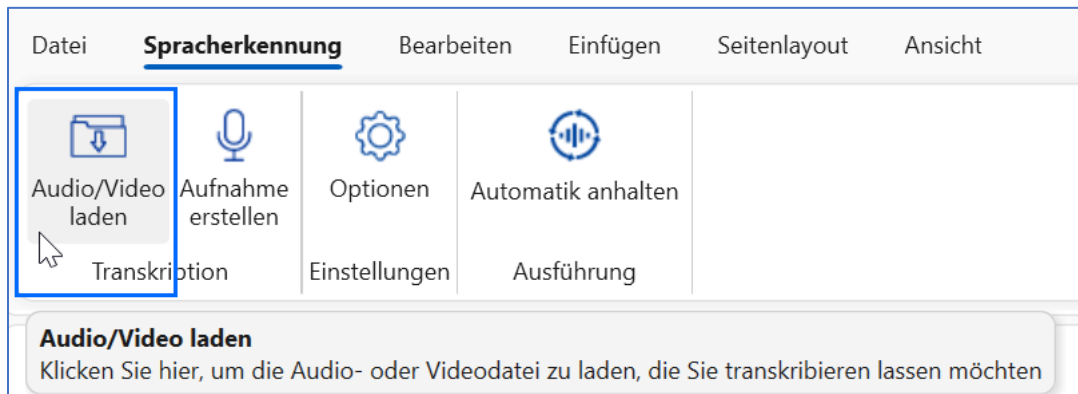 Datei Spracherkennung Bearbeiten Einfügen Seitenlayout Ansicht
Audio/Video
laden
Aufnahme
erstellen
Optionen
Automatik anhalten
Transkription Einstellungen Ausführung
Audio/Video laden
Klicken Sie hier, um die Audio- oder Videodatei zu laden, die Sie transkribieren lassen möchten